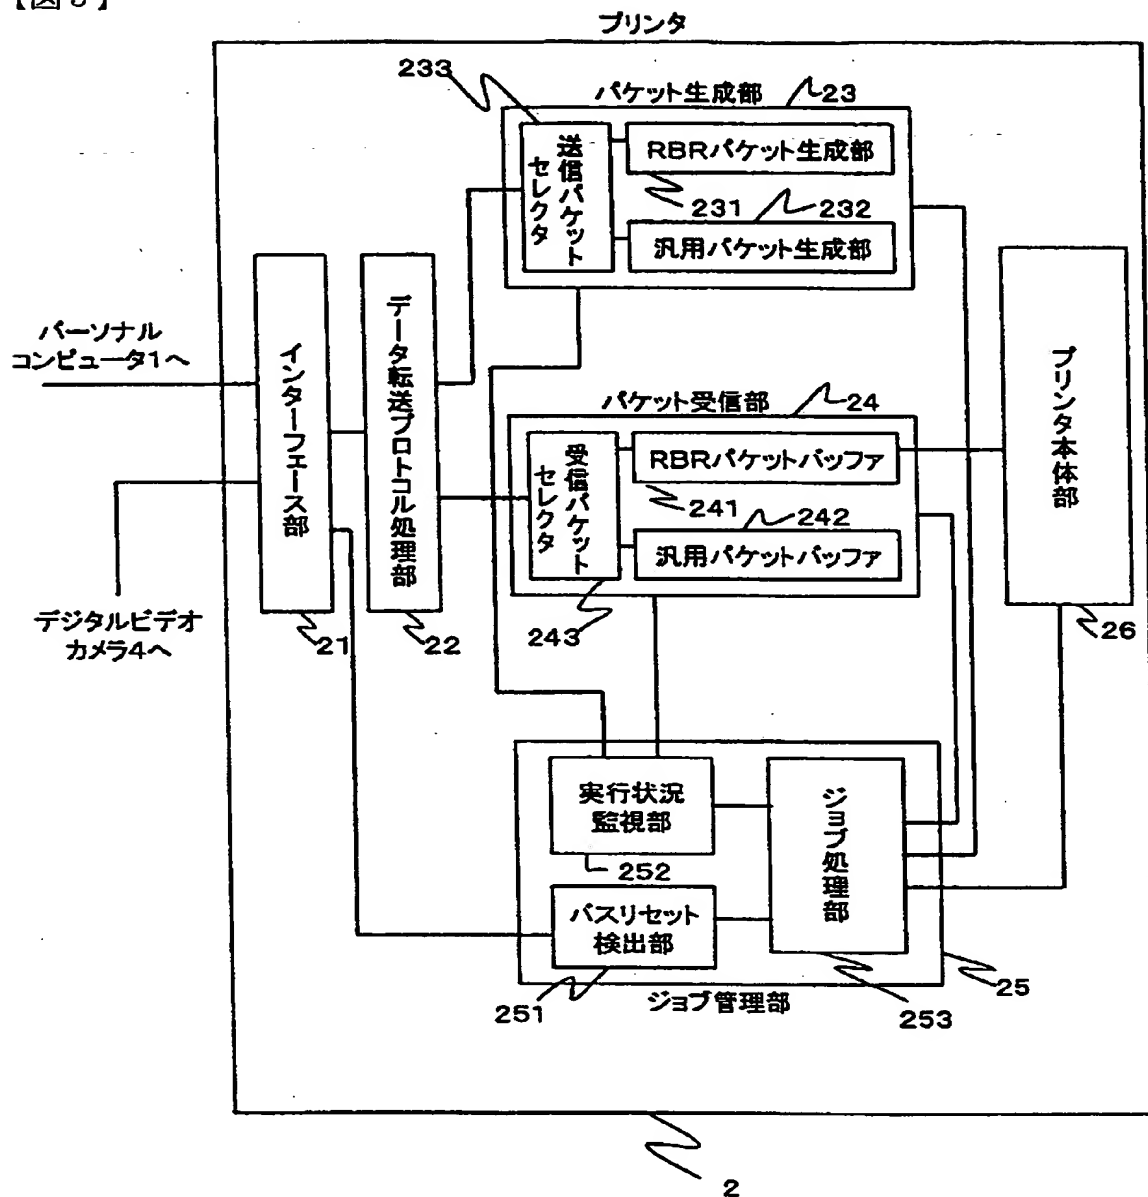 プリンタ
233
パケット生成部
23
送信パケット
セレクタ
RBRパケット生成部
231
232
汎用パケット生成部
パーソナル
コンピュータ1へ
インターフェース部
データ転送プロトコル処理部
プリンタ本体部
パケット受信部
24
受信パケット
セレクタ
RBRパケットバッファ
241
242
汎用パケットバッファ
デジタルビデオ
カメラ4へ
21
22
243
26
実行状況
監視部
252
ジョブ処理部
バスリセット
検出部
251
ジョブ管理部
253
25
2